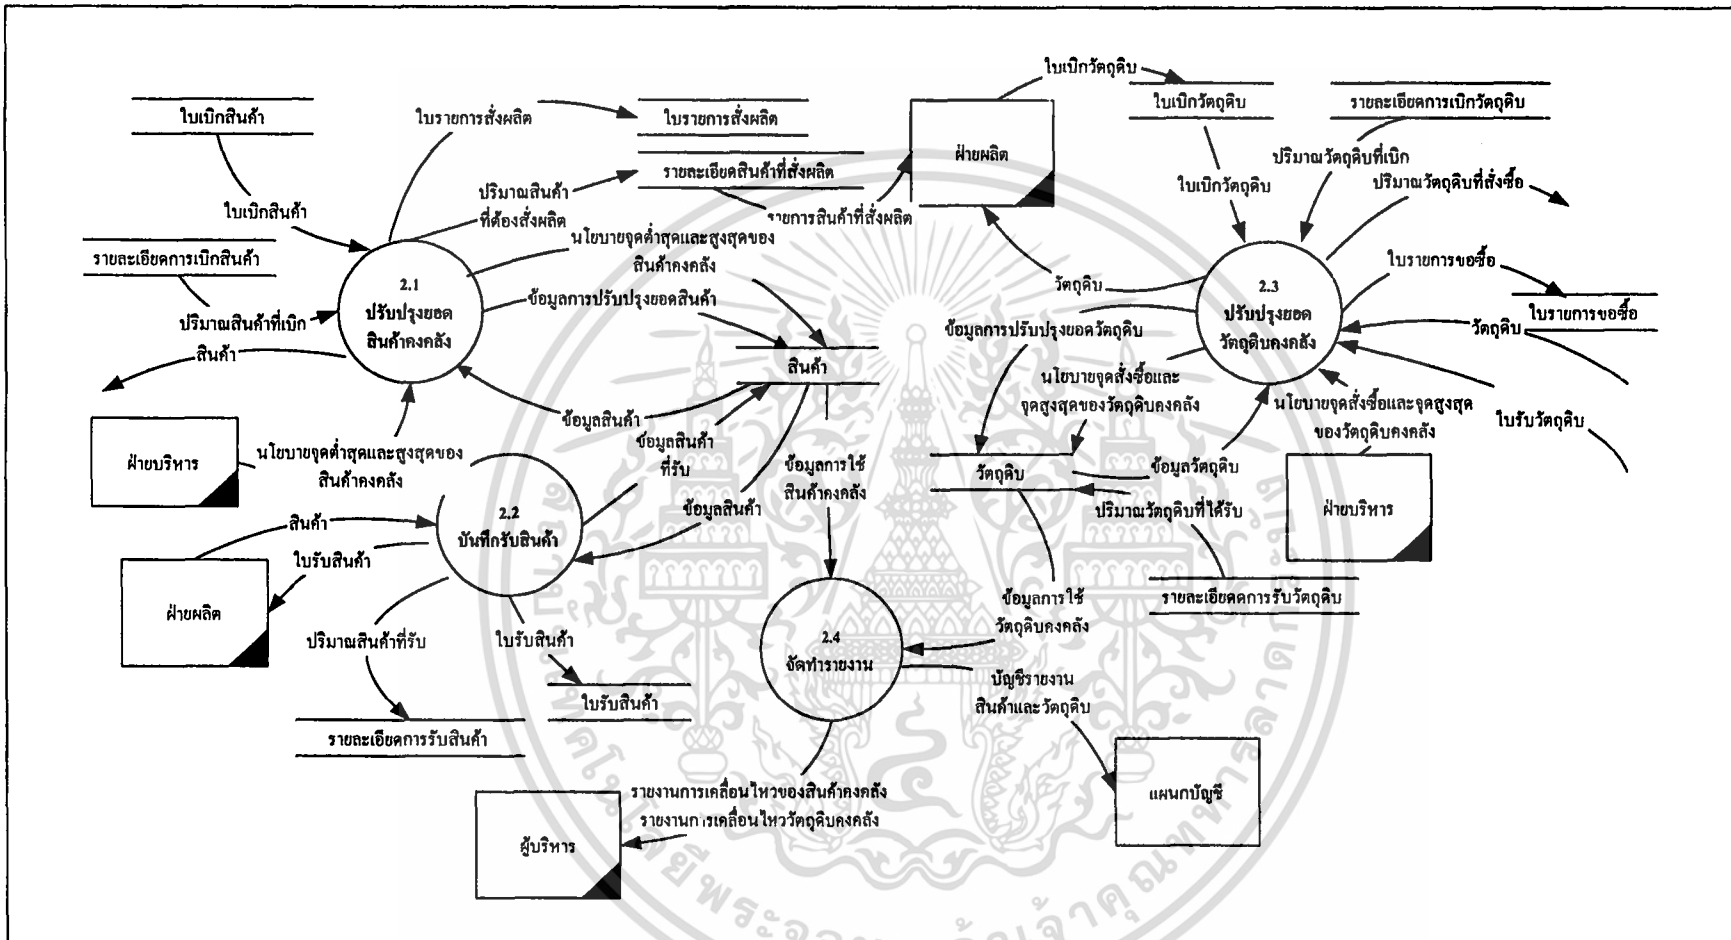 ใบเบิกวัตถุดิบ
ใบเบิกสินค้า
ใบรายการสั่งผลิต
ใบรายการสั่งผลิต
ใบเบิกวัตถุดิบ
รายละเอียดการเบิกวัตถุดิบ
ฝ่ายผลิต
รายละเอียดสินค้าที่สั่งผลิต
ปริมาณวัตถุดิบที่เบิก
ปริมาณสินค้า
ที่ต้องสั่งผลิต
ใบเบิกวัตถุดิบ
ปริมาณวัตถุดิบที่สั่งซื้อ
ใบเบิกสินค้า
รายการสินค้าที่สั่งผลิต
นโยบายจุดต่ำสุดและสูงสุดของ
สินค้าคงคลัง
รายละเอียดการเบิกสินค้า
2.1
ปรับปรุงยอด
สินค้าคงคลัง
ข้อมูลการปรับปรุงยอดสินค้า
วัตถุดิบ
2.3
ปรับปรุงยอด
วัตถุดิบคงคลัง
ใบรายการขอซื้อ
ใบรายการขอซื้อ
ปริมาณสินค้าที่เบิก
ข้อมูลการปรับปรุงยอดวัตถุดิบ
วัตถุดิบ
สินค้า
สินค้า
นโยบายจุดสั่งซื้อและ
จุดสูงสุดของวัตถุดิบคงคลัง
นโยบายจุดสั่งซื้อและจุดสูงสุด
ของวัตถุดิบคงคลัง
ใบรับวัตถุดิบ
ข้อมูลสินค้า
ข้อมูลสินค้า
ที่รับ
ฝ่ายบริหาร
นโยบายจุดต่ำสุดและสูงสุดของ
สินค้าคงคลัง
ข้อมูลการใช้
สินค้าคงคลัง
วัตถุดิบ
ข้อมูลวัตถุดิบ
ปริมาณวัตถุดิบที่ได้รับ
ฝ่ายบริหาร
ข้อมูลสินค้า
สินค้า
2.2
บันทึกรับสินค้า
ใบรับสินค้า
ฝ่ายผลิต
รายละเอียดดการรับวัตถุดิบ
ข้อมูลการใช้
วัตถุดิบคงคลัง
ปริมาณสินค้าที่รับ
ใบรับสินค้า
2.4
จัดทำรายงาน
บัญชีรายงาน
สินค้าและวัตถุดิบ
ใบรับสินค้า
รายละเอียดการรับสินค้า
รายงานการเคลื่อนไหวของสินค้าคงคลัง
รายงานการเคลื่อนไหววัตถุดิบคงคลัง
แผนกบัญชี
ผู้บริหาร